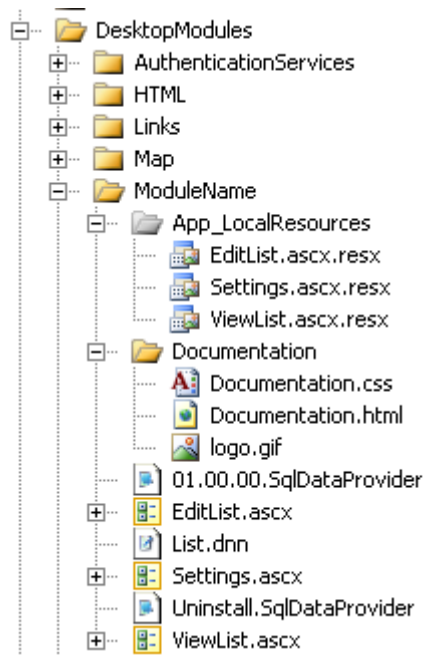 DesktopModules
AuthenticationServices
HTML
Links
Map
ModuleName
App_LocalResources
EditList.ascx.resx
Settings.ascx.resx
ViewList.ascx.resx
Documentation
Documentation.css
Documentation.html
logo.gif
01.00.00.SqlDataProvider
EditList.ascx
List.dnn
Settings.ascx
Uninstall.SqlDataProvider
ViewList.ascx